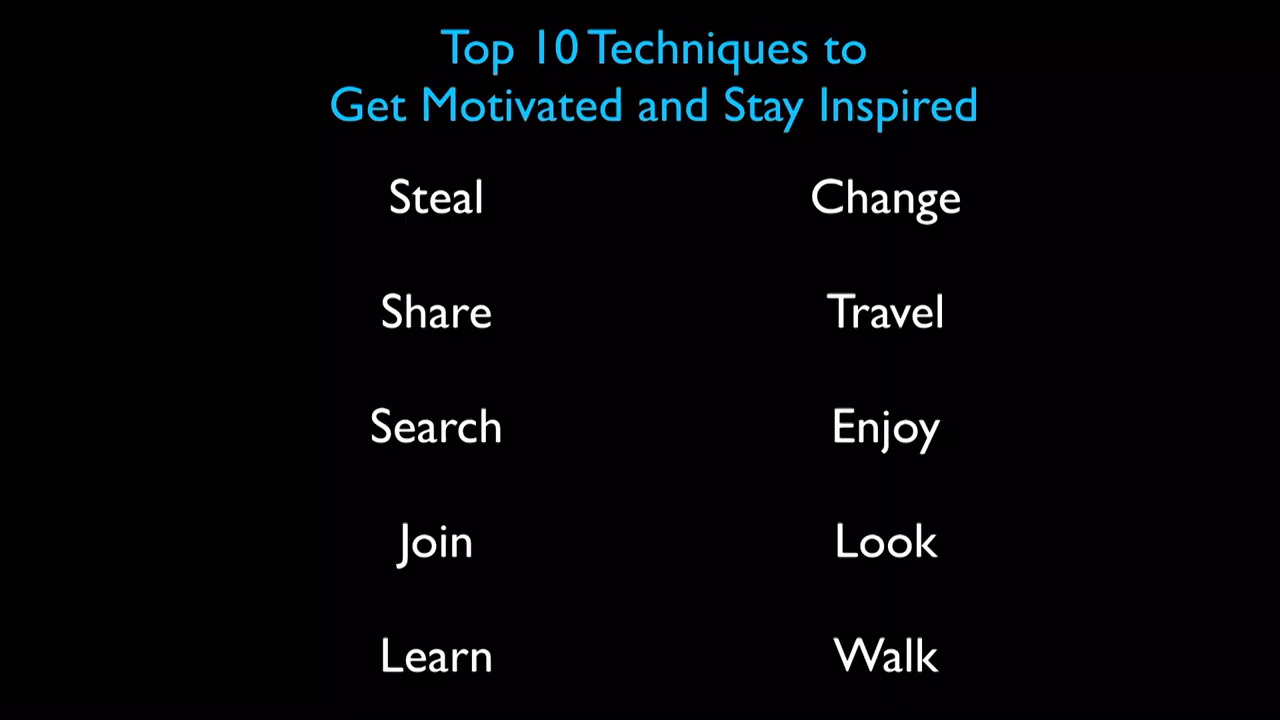 Top 10 Techniques to
Get Motivated and Stay Inspired
Steal
Share
Search
Join
Learn
Change
Travel
Enjoy
Look
Walk